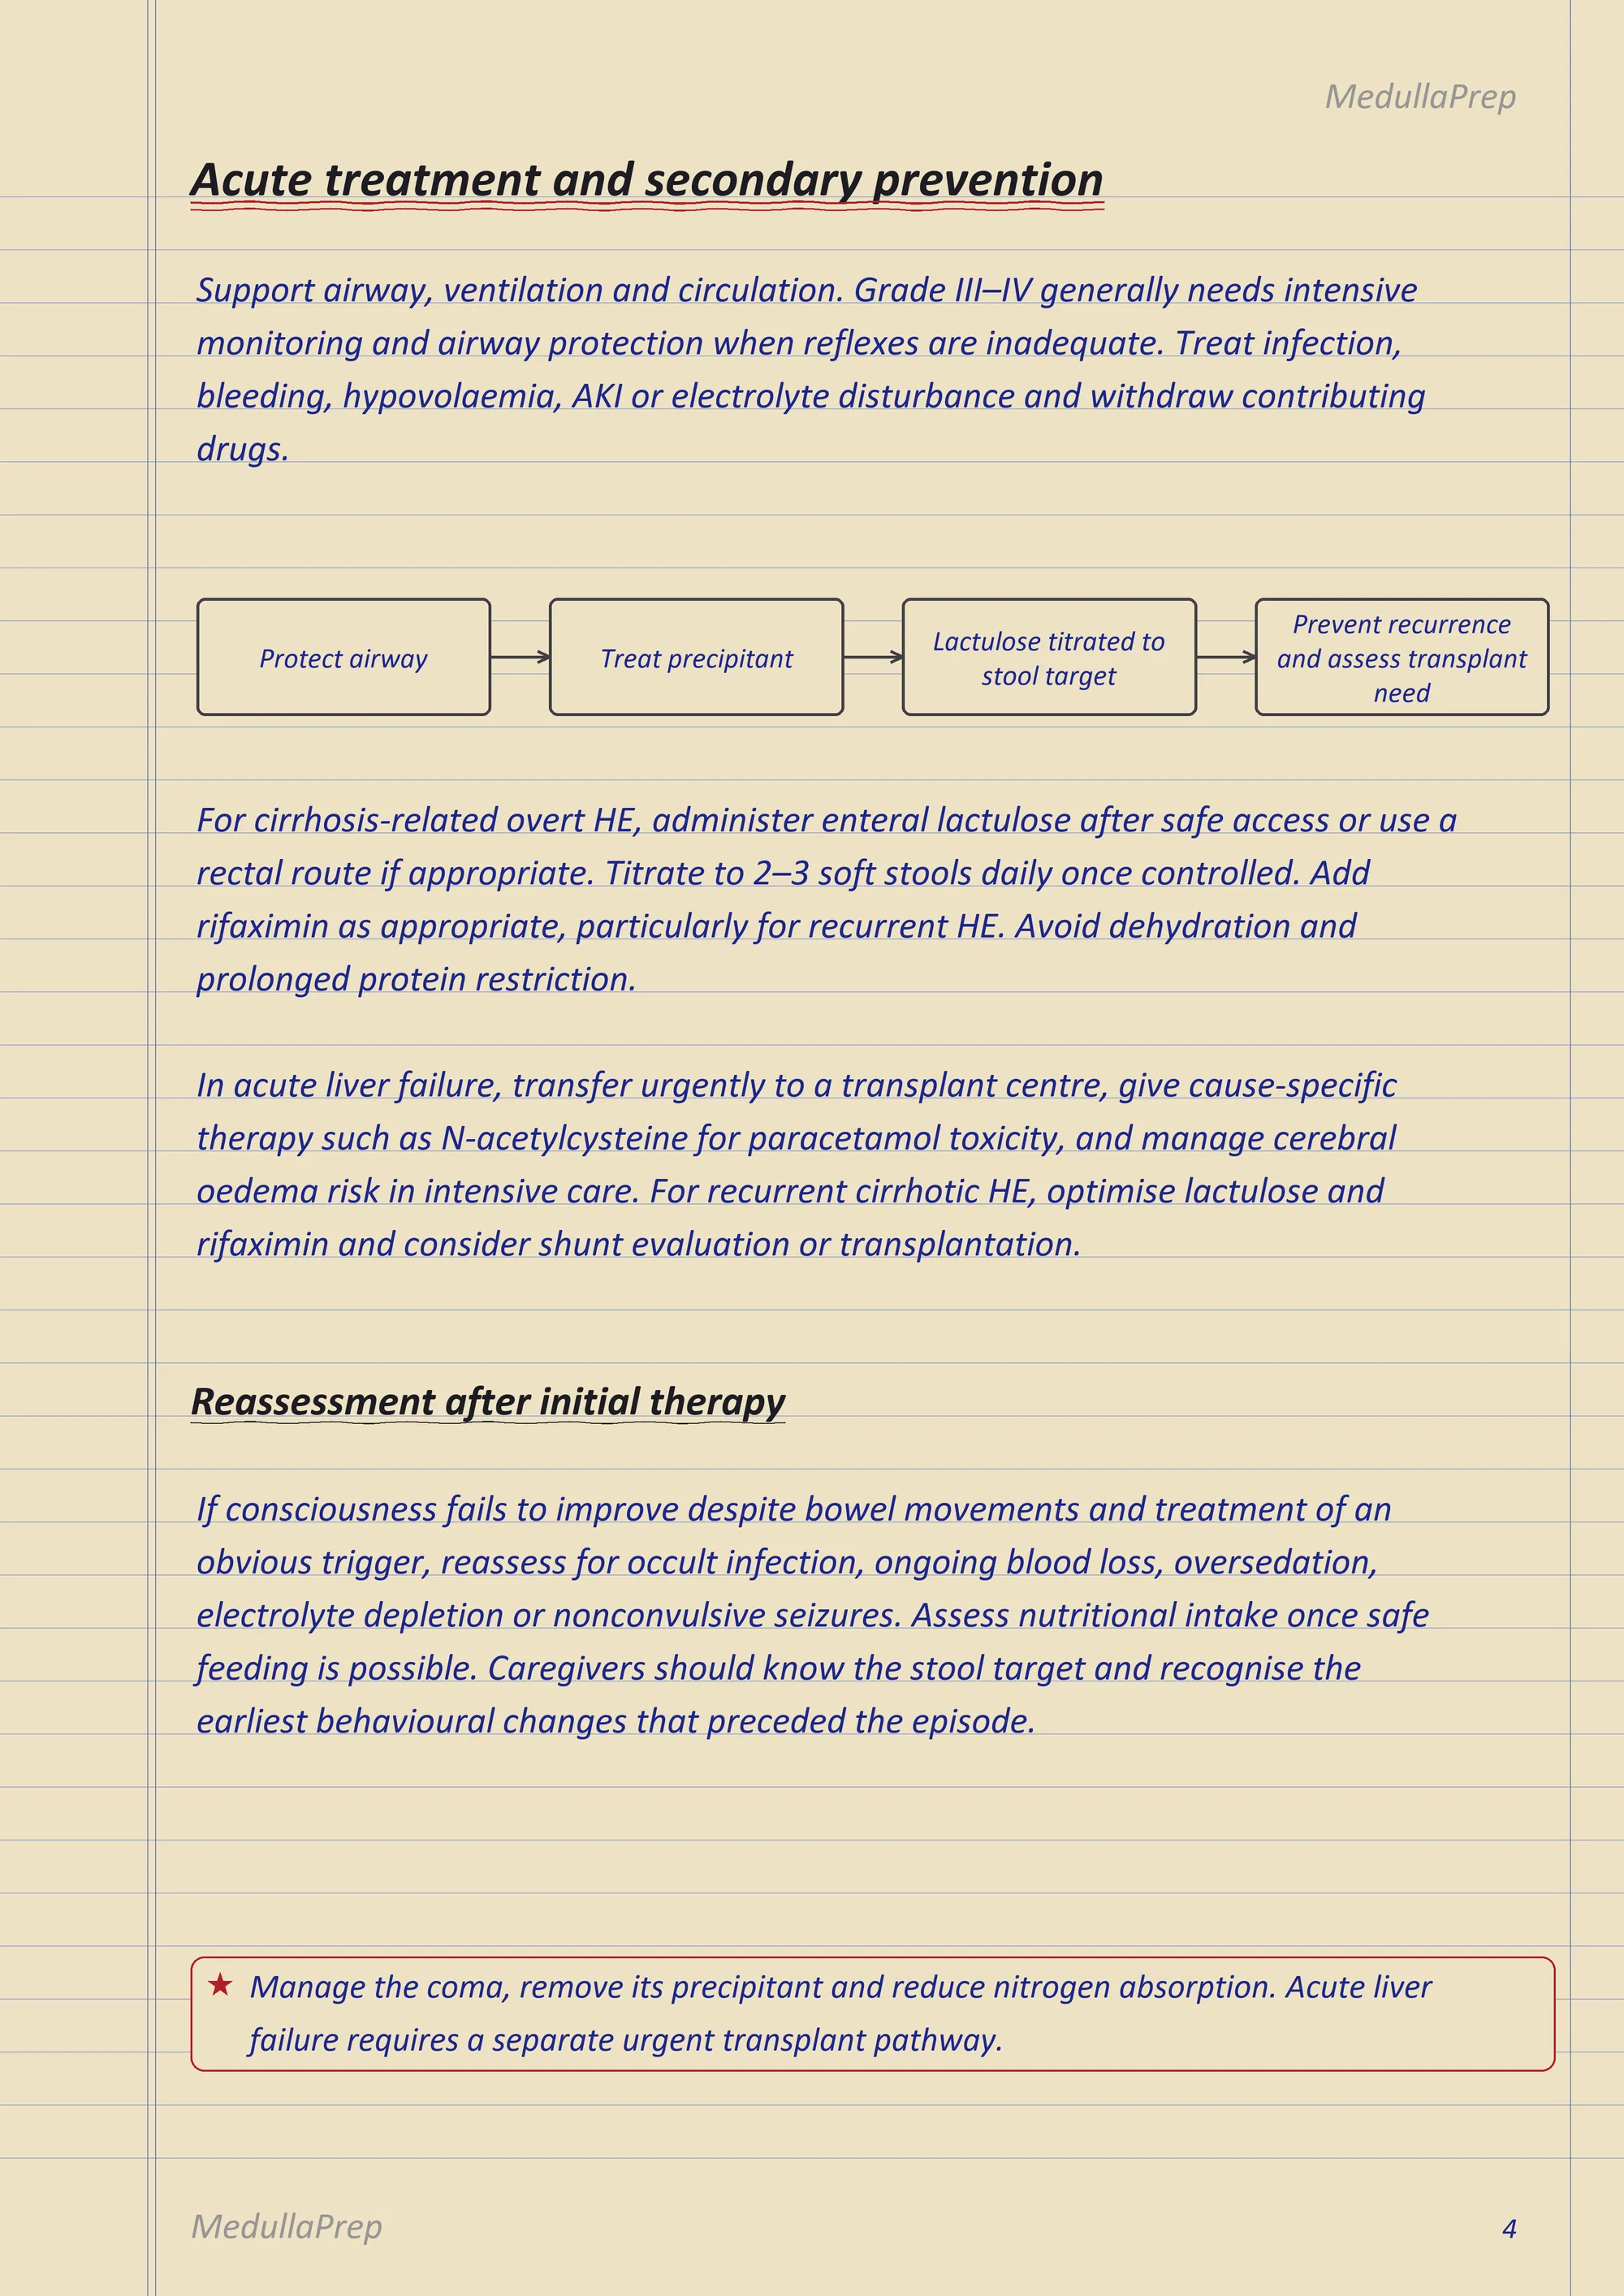 MedullaPrep
Acute treatment and secondary prevention
Support airway, ventilation and circulation. Grade III–IV generally needs intensive
monitoring and airway protection when reflexes are inadequate. Treat infection,
bleeding, hypovolaemia, AKI or electrolyte disturbance and withdraw contributing
drugs.
Protect airway
Treat precipitant
Lactulose titrated to
stool target
Prevent recurrence
and assess transplant
need
For cirrhosis-related overt HE, administer enteral lactulose after safe access or use a
rectal route if appropriate. Titrate to 2–3 soft stools daily once controlled. Add
rifaximin as appropriate, particularly for recurrent HE. Avoid dehydration and
prolonged protein restriction.
In acute liver failure, transfer urgently to a transplant centre, give cause-specific
therapy such as N-acetylcysteine for paracetamol toxicity, and manage cerebral
oedema risk in intensive care. For recurrent cirrhotic HE, optimise lactulose and
rifaximin and consider shunt evaluation or transplantation.
Reassessment after initial therapy
If consciousness fails to improve despite bowel movements and treatment of an
obvious trigger, reassess for occult infection, ongoing blood loss, oversedation,
electrolyte depletion or nonconvulsive seizures. Assess nutritional intake once safe
feeding is possible. Caregivers should know the stool target and recognise the
earliest behavioural changes that preceded the episode.
★ Manage the coma, remove its precipitant and reduce nitrogen absorption. Acute liver
failure requires a separate urgent transplant pathway.
MedullaPrep
4